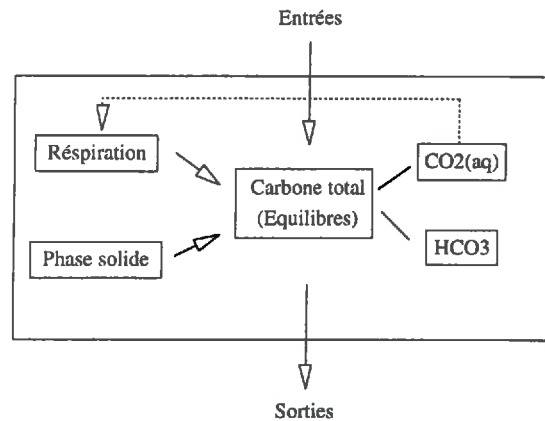 Entrées
Réspiration
CO2(aq)
Carbone total
(Equilibres)
HCO3
Phase solide
Sorties